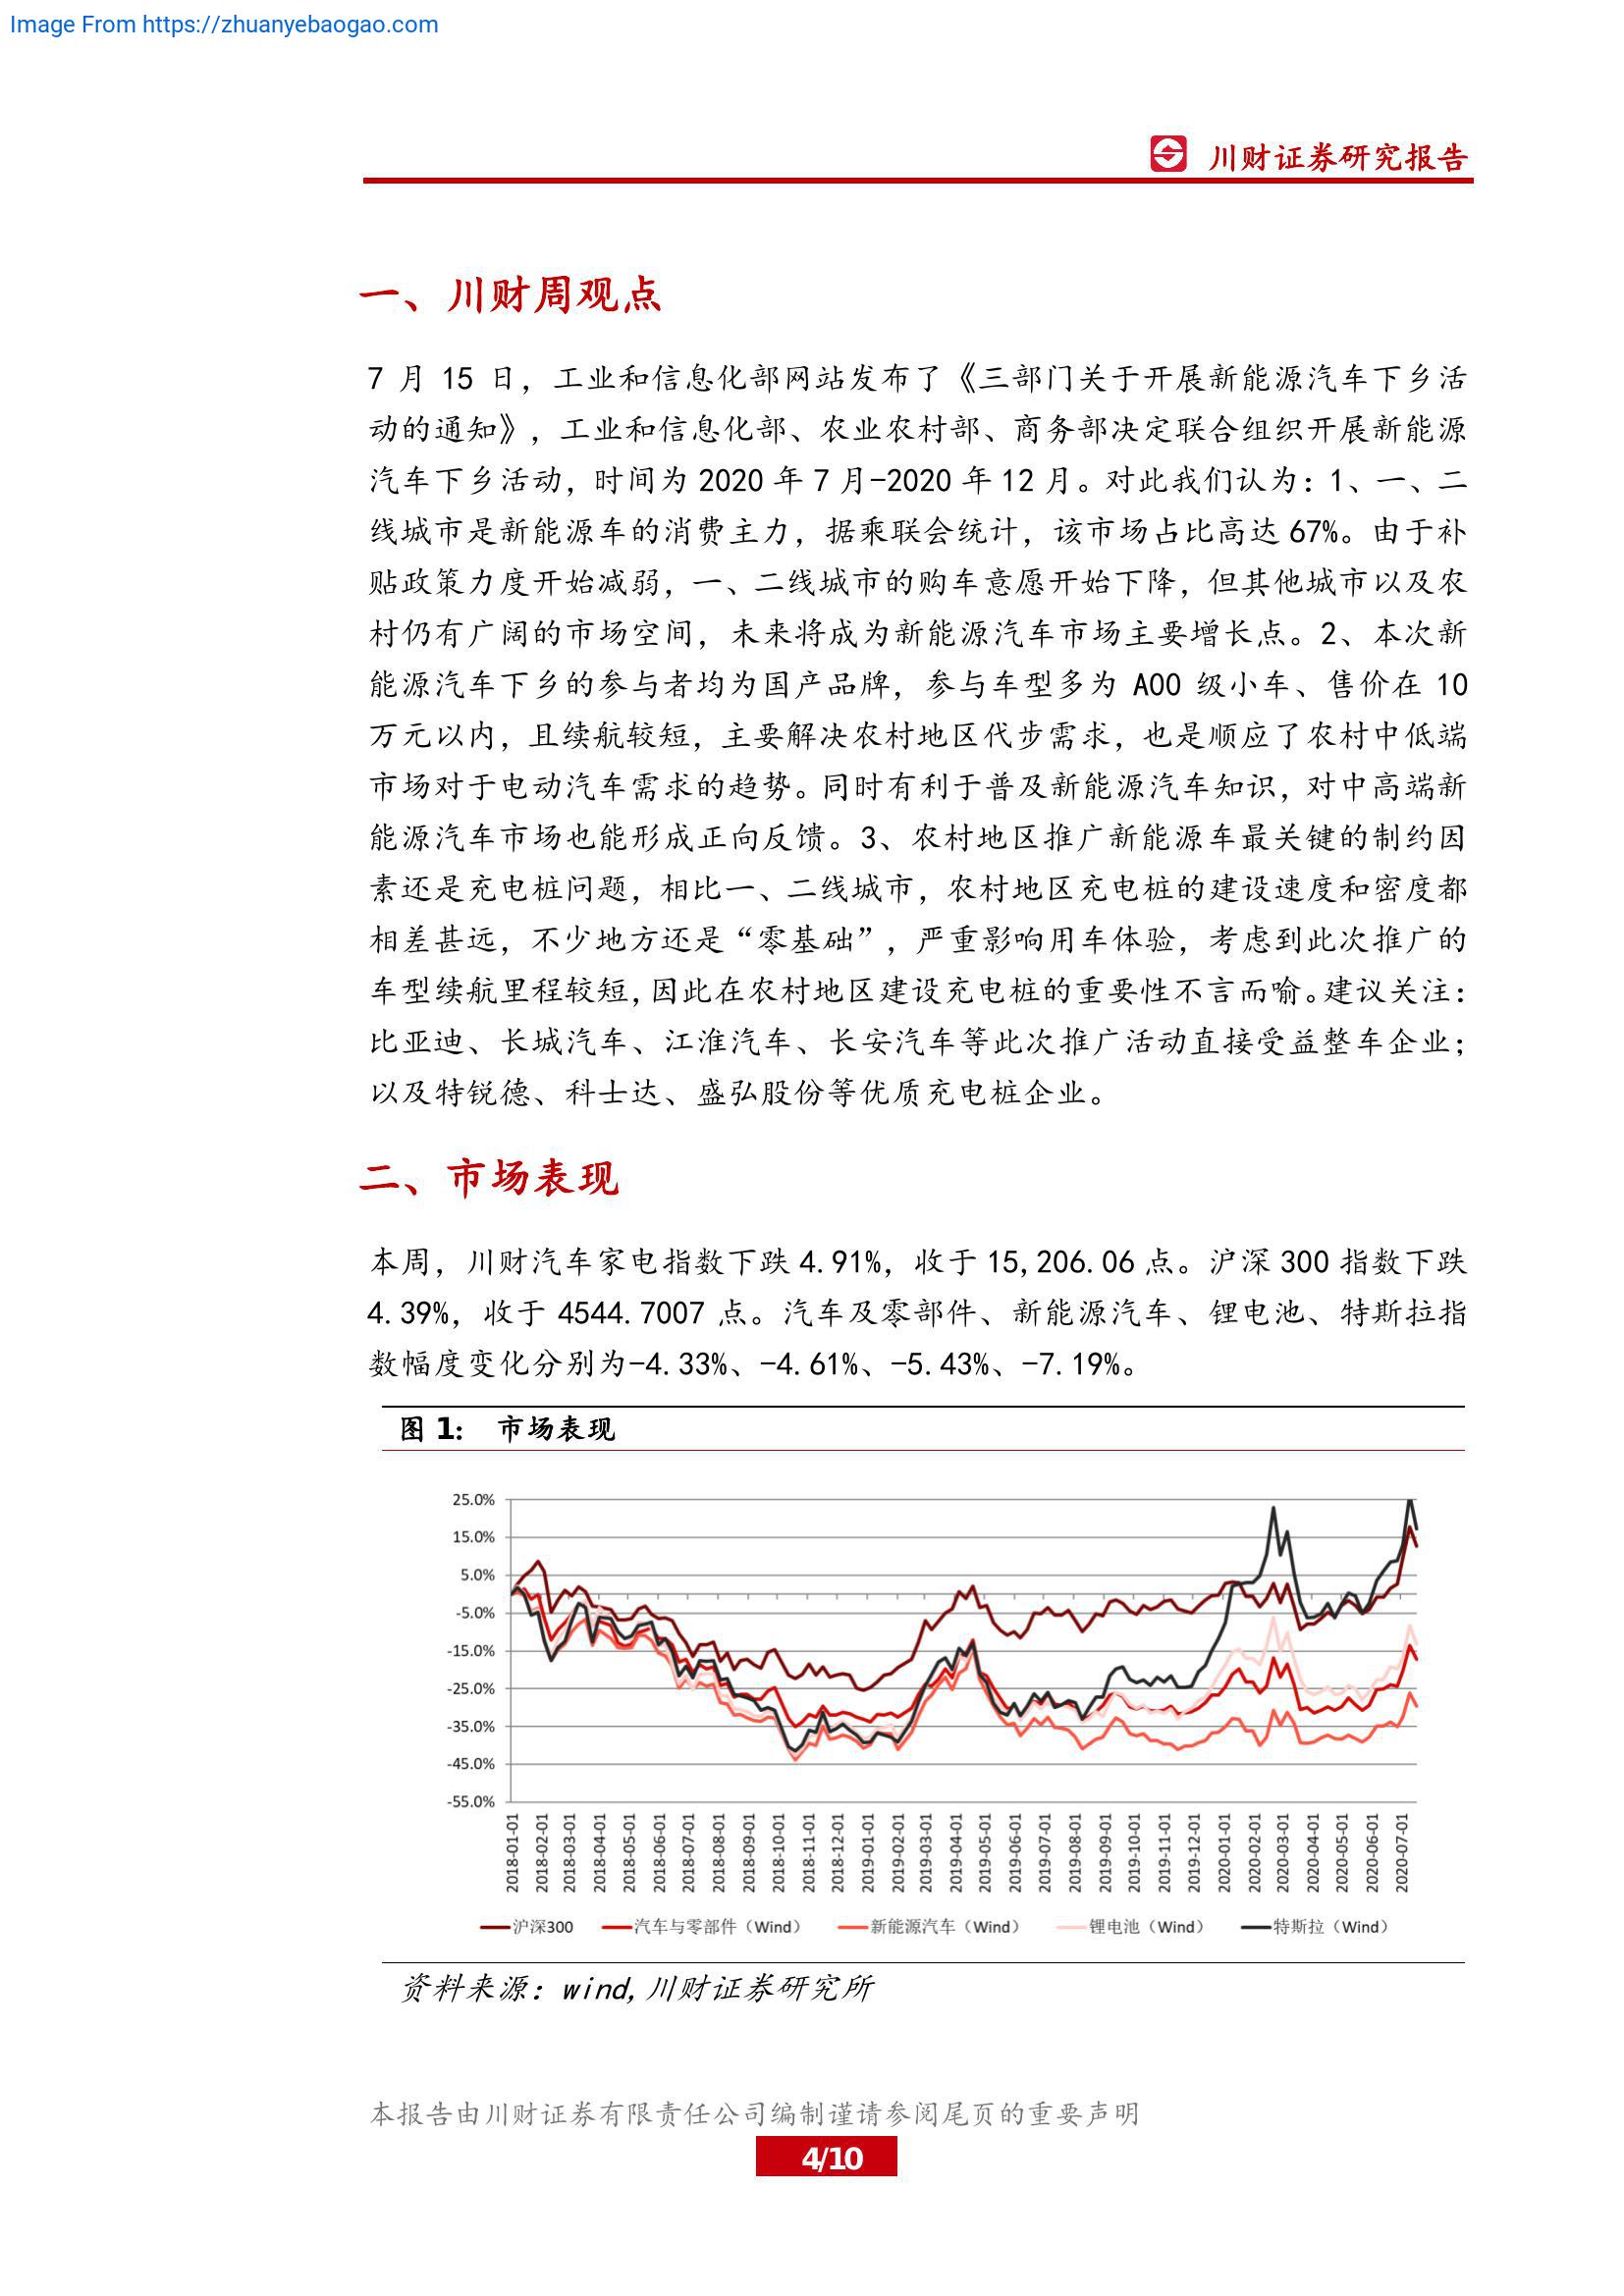 Image From https://zhuanyebaogao.com
川财证券研究报告
一、川财周观点
7 月 15 日，工业和信息化部网站发布了《三部门关于开展新能源汽车下乡活
动的通知》，工业和信息化部、农业农村部、商务部决定联合组织开展新能源
汽车下乡活动，时间为 2020 年 7 月-2020 年 12 月。对此我们认为：1、一、二
线城市是新能源车的消费主力，据乘联会统计，该市场占比高达 67%。由于补
贴政策力度开始减弱，一、二线城市的购车意愿开始下降，但其他城市以及农
村仍有广阔的市场空间，未来将成为新能源汽车市场主要增长点。2、本次新
能源汽车下乡的参与者均为国产品牌，参与车型多为 A00 级小车、售价在 10
万元以内，且续航较短，主要解决农村地区代步需求，也是顺应了农村中低端
市场对于电动汽车需求的趋势。同时有利于普及新能源汽车知识，对中高端新
能源汽车市场也能形成正向反馈。3、农村地区推广新能源车最关键的制约因
素还是充电桩问题，相比一、二线城市，农村地区充电桩的建设速度和密度都
相差甚远，不少地方还是“零基础”，严重影响用车体验，考虑到此次推广的
车型续航里程较短，因此在农村地区建设充电桩的重要性不言而喻。建议关注：
比亚迪、长城汽车、江淮汽车、长安汽车等此次推广活动直接受益整车企业；
以及特锐德、科士达、盛弘股份等优质充电桩企业。
二、市场表现
本周，川财汽车家电指数下跌 4.91%，收于 15,206.06 点。沪深 300 指数下跌
4.39%，收于 4544.7007 点。汽车及零部件、新能源汽车、锂电池、特斯拉指
数幅度变化分别为-4.33%、-4.61%、-5.43%、-7.19%。
图 1： 市场表现
25.0%
15.0%
5.0%
-5.0%
-15.0%
-25.0%
-35.0%
-45.0%
-55.0%
2018-01-01
2018-02-01
2018-03-01
2018-04-01
2018-05-01
2018-06-01
2018-07-01
2018-08-01
2018-09-01
2018-10-01
2018-11-01
2018-12-01
2019-01-01
2019-02-01
2019-03-01
2019-04-01
2019-05-01
2019-06-01
2019-07-01
2019-08-01
2019-09-01
2019-10-01
2019-11-01
2019-12-01
2020-01-01
2020-02-01
2020-03-01
2020-04-01
2020-05-01
2020-06-01
2020-07-01
沪深300 汽车与零部件（Wind） 新能源汽车（Wind） 锂电池（Wind） 特斯拉（Wind）
资料来源：wind,川财证券研究所
本报告由川财证券有限责任公司编制谨请参阅尾页的重要声明
4/10